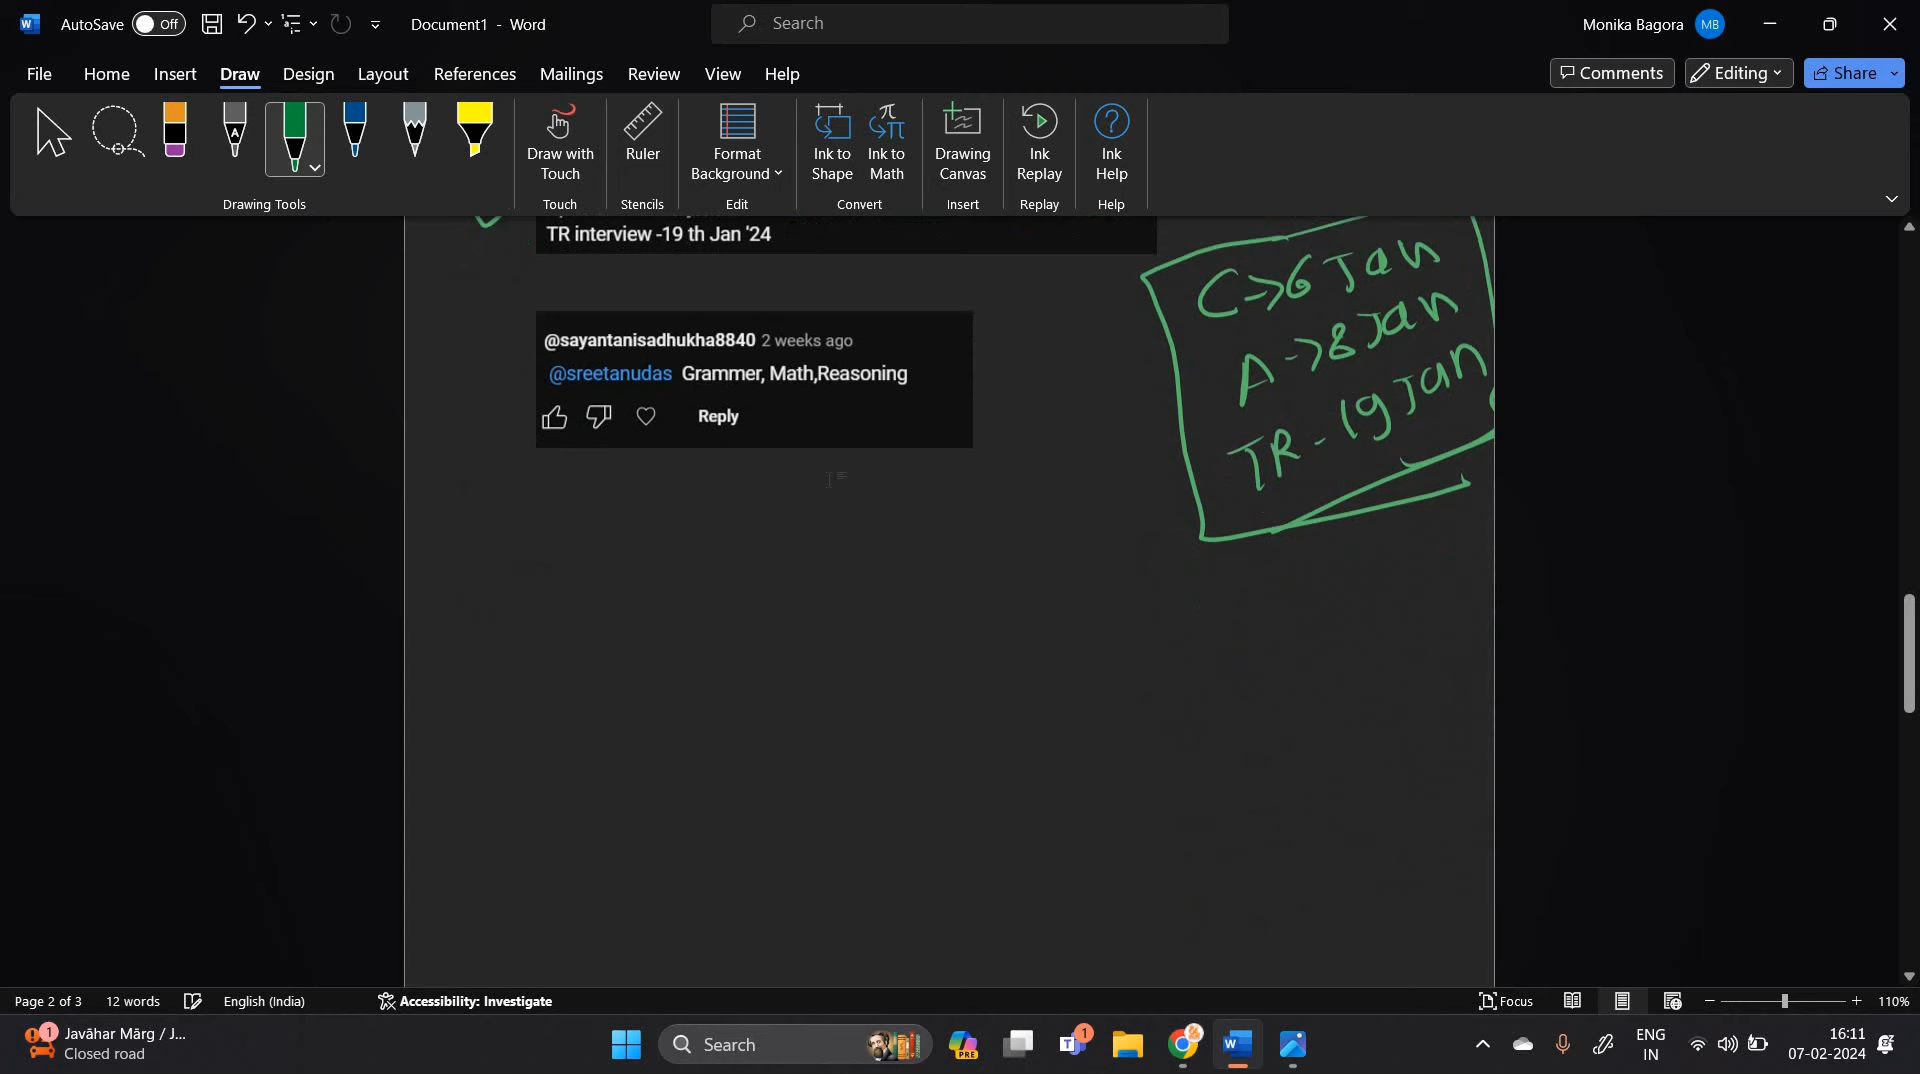 AutoSave Off Document1 - Word Search Monika Bagora MB
File Home Insert Draw Design Layout References Mailings Review View Help Comments Editing Share
Draw with Touch
Ruler
Format Background
Ink to Shape
Ink to Math
Drawing Canvas
Ink Replay
Ink Help
Drawing Tools Touch Stencils Edit Convert Insert Replay Help
TR interview -19 th Jan '24
C->6 Jan
A->8 Jan
TR - 19 Jan
@sayantanisadhukha8840 2 weeks ago
@sreetanudas Grammer, Math,Reasoning
Reply
Page 2 of 3 12 words English (India) Accessibility: Investigate Focus 110%
1 Javāhar Mārg / J...
Closed road
Search
PRE
1
ENG
IN
16:11
07-02-2024